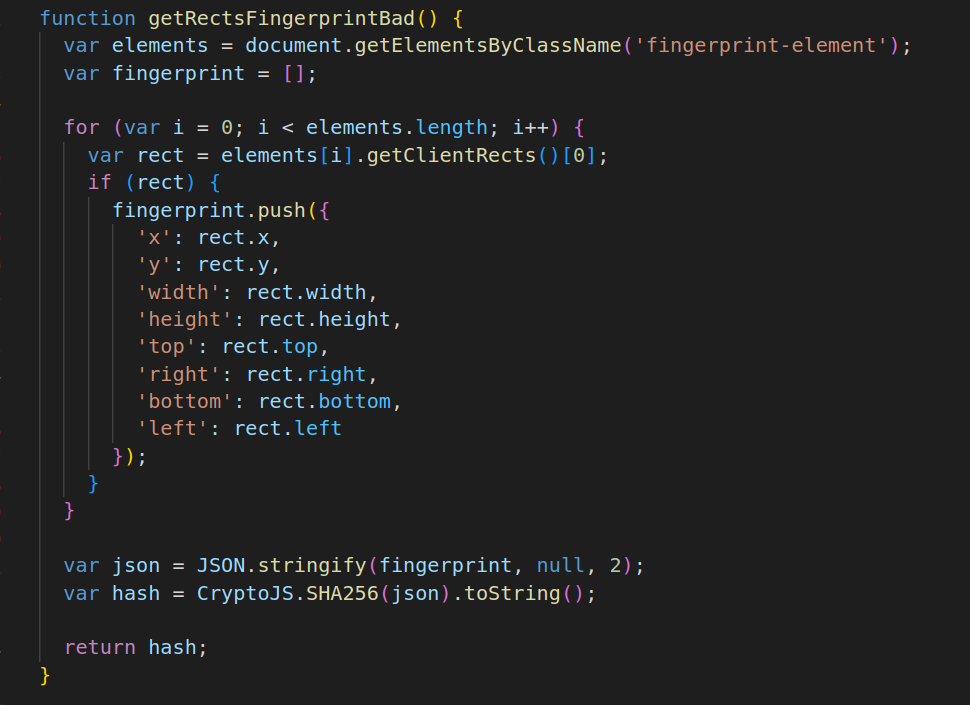 function getRectsFingerprintBad() {
  var elements = document.getElementsByClassName('fingerprint-element');
  var fingerprint = [];

  for (var i = 0; i < elements.length; i++) {
    var rect = elements[i].getClientRects()[0];
    if (rect) {
      fingerprint.push({
        'x': rect.x,
        'y': rect.y,
        'width': rect.width,
        'height': rect.height,
        'top': rect.top,
        'right': rect.right,
        'bottom': rect.bottom,
        'left': rect.left
      });
    }
  }

  var json = JSON.stringify(fingerprint, null, 2);
  var hash = CryptoJS.SHA256(json).toString();

  return hash;
}